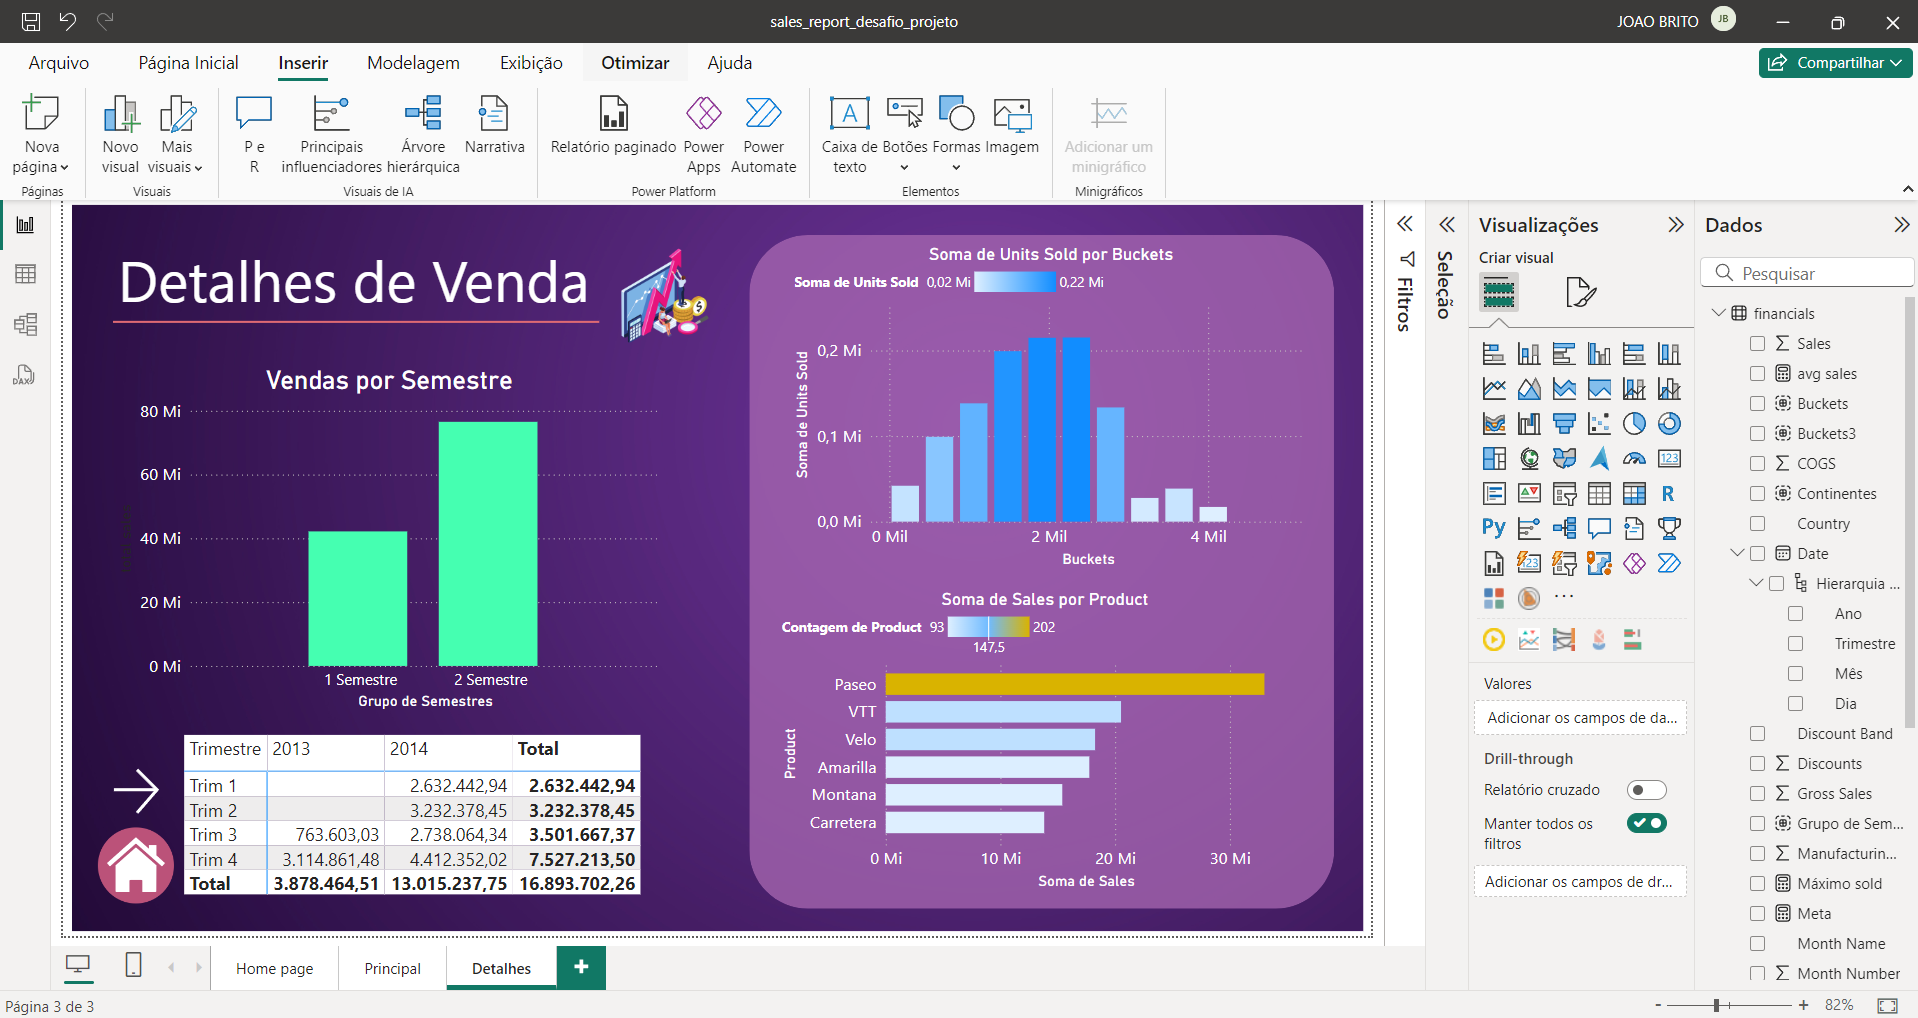 sales_report_desafio_projeto
JOAO BRITO
JB
Arquivo
Página Inicial
Inserir
Modelagem
Exibição
Otimizar
Ajuda
Compartilhar
Nova página
Páginas
Novo visual
Mais visuais
Visuais
P e R
Principais influenciadores
Árvore hierárquica
Narrativa
Visuais de IA
Relatório paginado
Power Apps
Power Automate
Power Platform
Caixa de texto
Botões
Formas
Imagem
Elementos
Adicionar um minigráfico
Minigráficos
DAX
Detalhes de Venda
Vendas por Semestre
80 Mi
60 Mi
40 Mi
20 Mi
0 Mi
1 Semestre
2 Semestre
Grupo de Semestres
Trimestre 2013 2014 Total
Trim 1 2.632.442,94 2.632.442,94
Trim 2 3.232.378,45 3.232.378,45
Trim 3 763.603,03 2.738.064,34 3.501.667,37
Trim 4 3.114.861,48 4.412.352,02 7.527.213,50
Total 3.878.464,51 13.015.237,75 16.893.702,26
Soma de Units Sold por Buckets
Soma de Units Sold 0,02 Mi 0,22 Mi
Soma de Units Sold
0,2 Mi
0,1 Mi
0,0 Mi
0 Mil
2 Mil
4 Mil
Buckets
Soma de Sales por Product
Contagem de Product 93 202
147,5
Product
Paseo
VTT
Velo
Amarilla
Montana
Carretera
0 Mi
10 Mi
20 Mi
30 Mi
Soma de Sales
Filtros
Seleção
Visualizações
Criar visual
123
R
Py
123
Valores
Adicionar os campos de da...
Drill-through
Relatório cruzado
Manter todos os filtros
Adicionar os campos de dr...
Dados
Pesquisar
financials
Sales
avg sales
Buckets
Buckets3
COGS
Continentes
Country
Date
Hierarquia ...
Ano
Trimestre
Mês
Dia
Discount Band
Discounts
Gross Sales
Grupo de Sem...
Manufacturin...
Máximo sold
Meta
Month Name
Month Number
Home page
Principal
Detalhes
Página 3 de 3
- + 82%